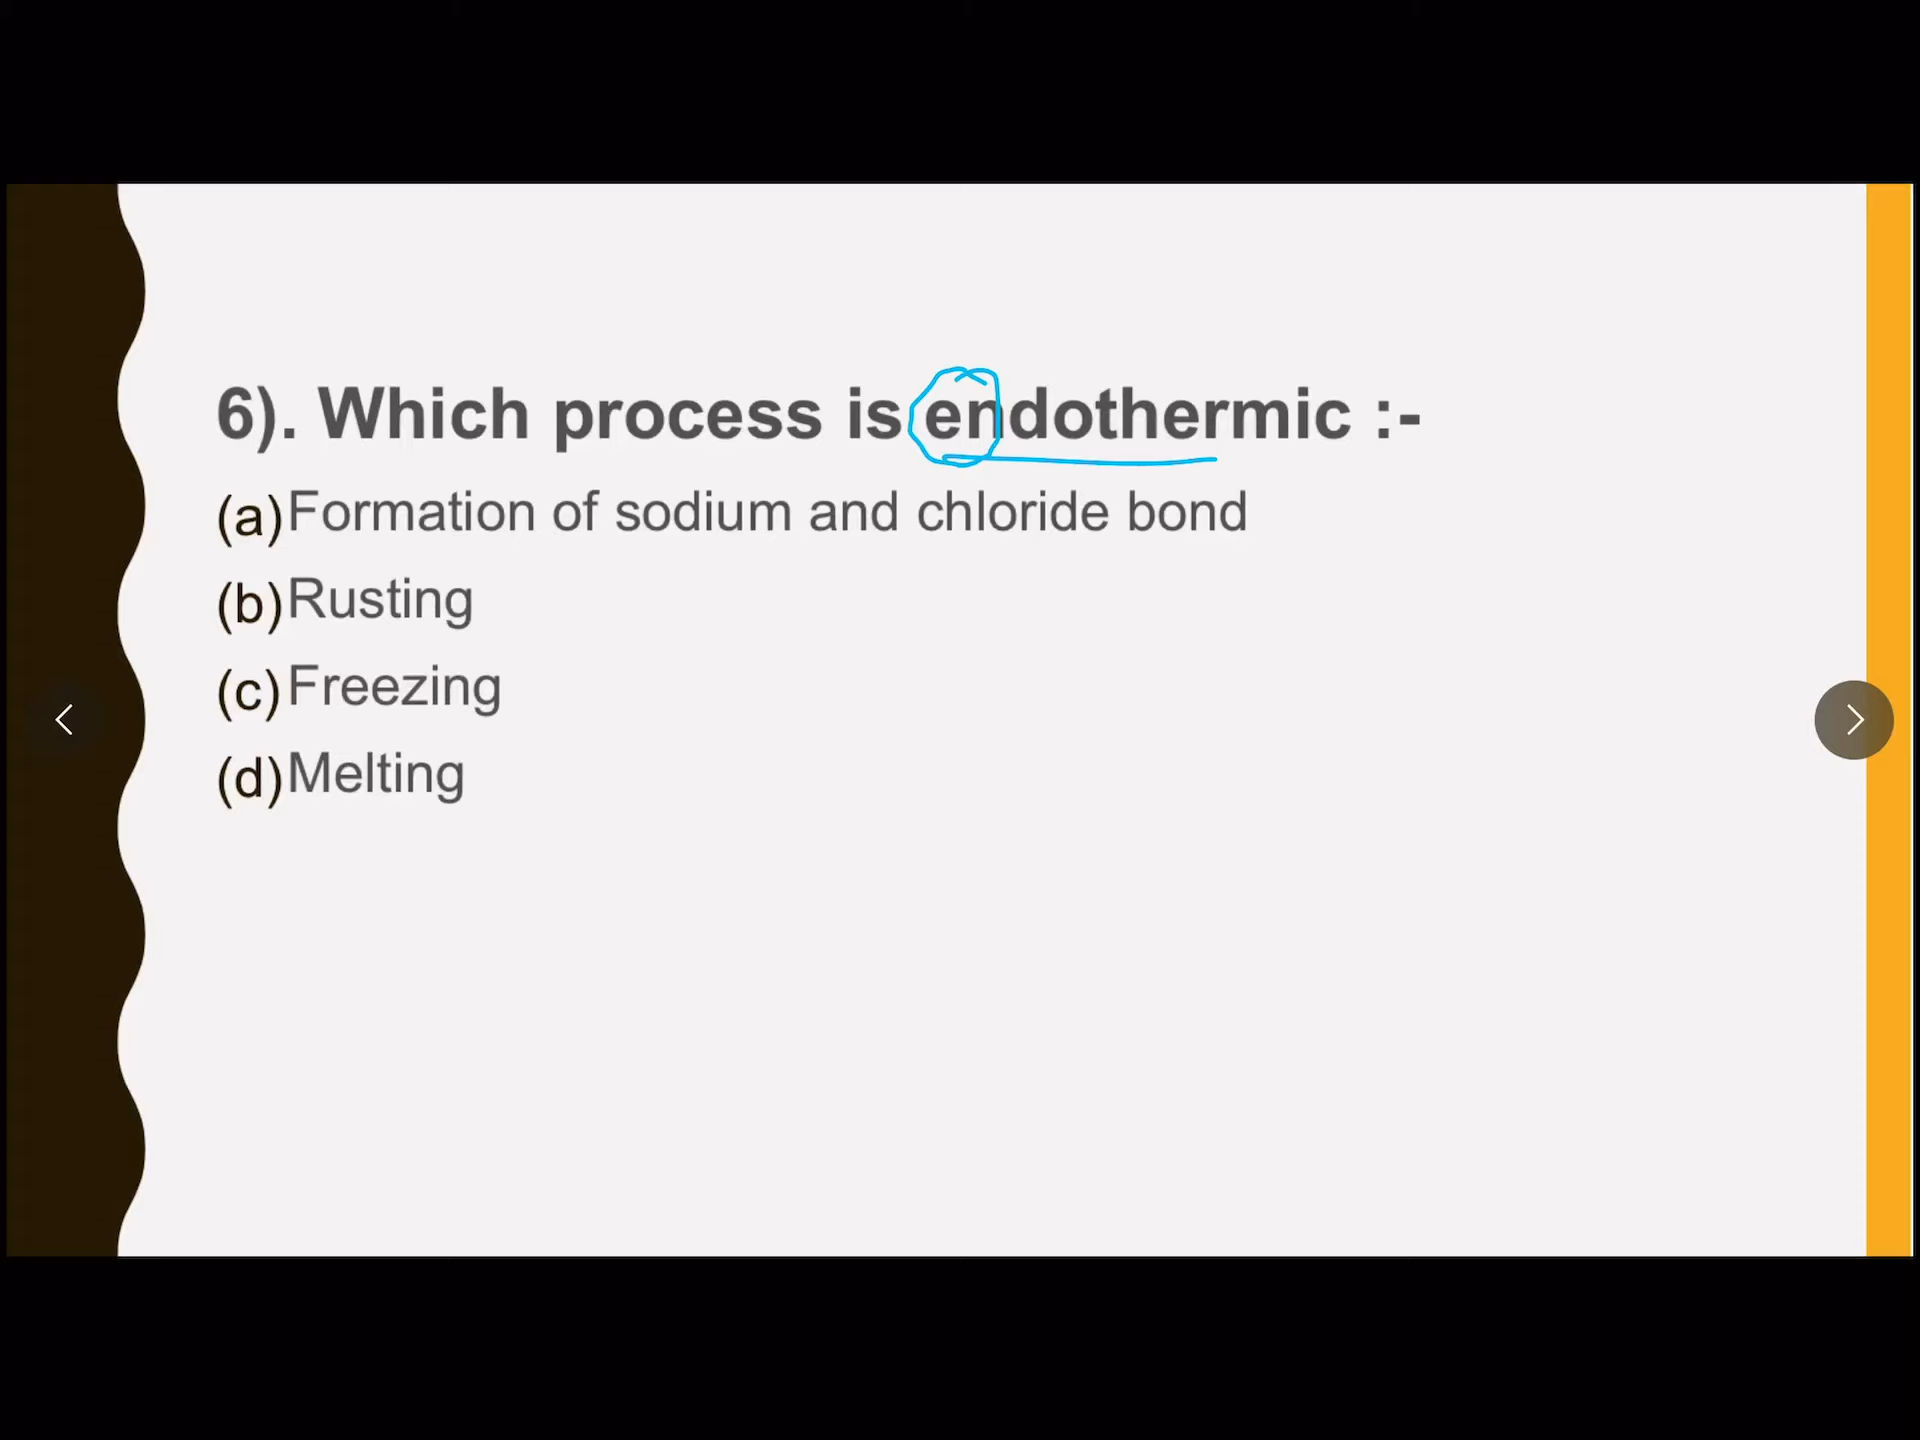 6). Which process is endothermic :-
(a) Formation of sodium and chloride bond
(b) Rusting
(c) Freezing
(d) Melting